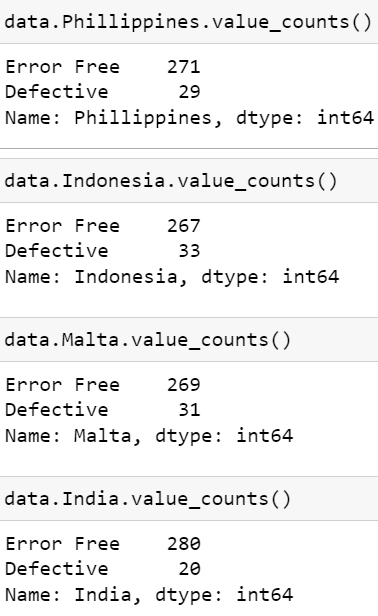 data.Phillippines.value_counts()
Error Free    271
Defective      29
Name: Phillippines, dtype: int64
data.Indonesia.value_counts()
Error Free    267
Defective      33
Name: Indonesia, dtype: int64
data.Malta.value_counts()
Error Free    269
Defective      31
Name: Malta, dtype: int64
data.India.value_counts()
Error Free    280
Defective      20
Name: India, dtype: int64